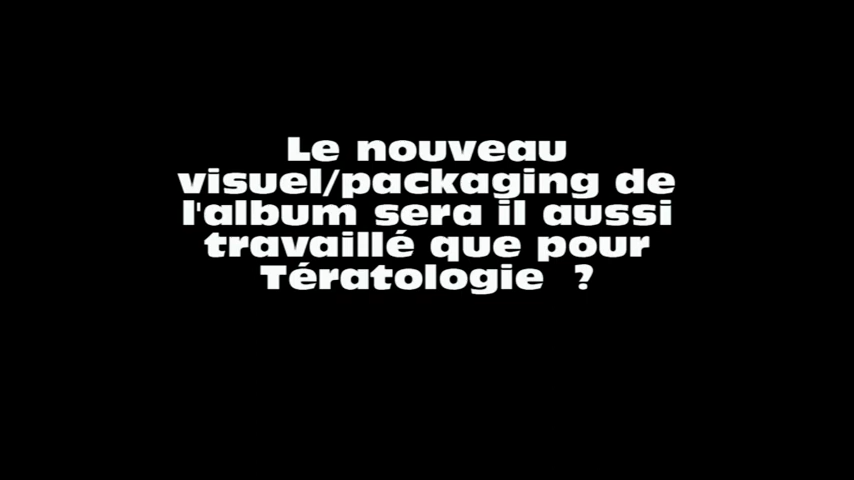 Le nouveau
visuel/packaging de
l'album sera il aussi
travaillé que pour
Tératologie  ?